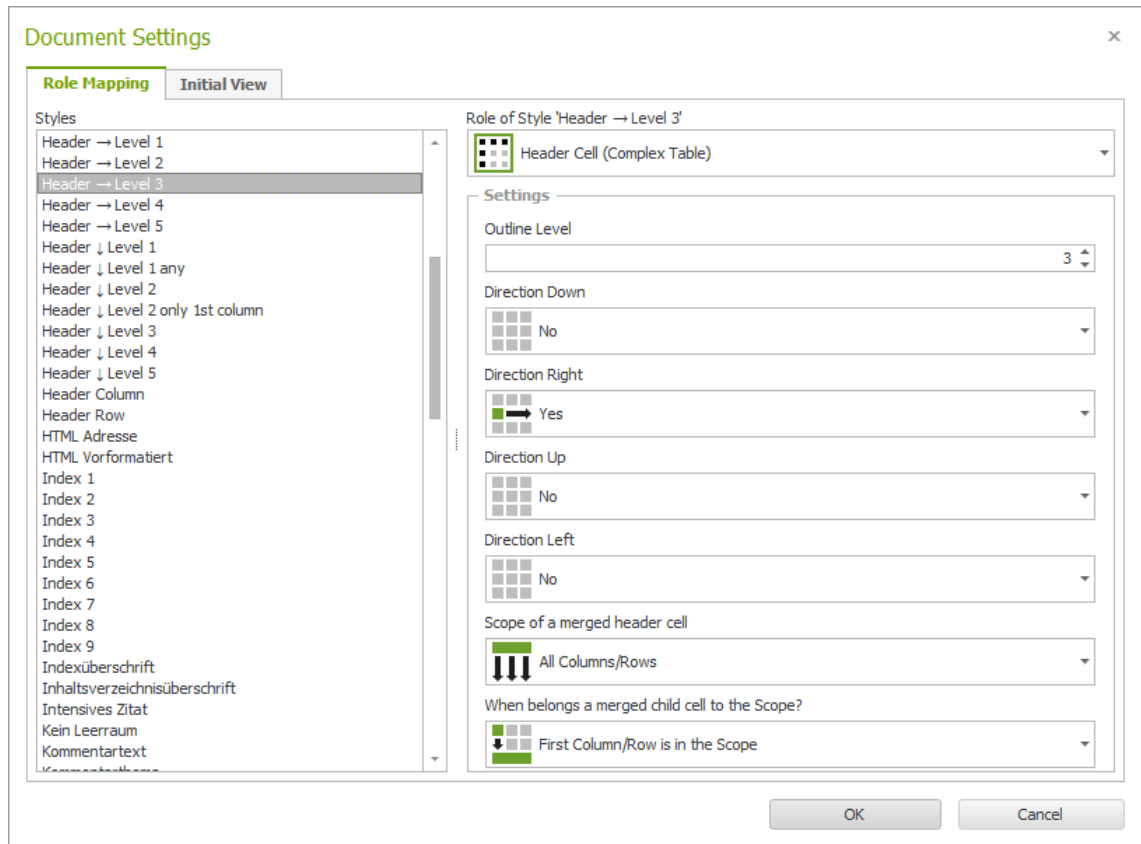 Document Settings
Role Mapping
Initial View
Styles
Header → Level 1
Header → Level 2
Header → Level 3
Header → Level 4
Header → Level 5
Header ↓ Level 1
Header ↓ Level 1 any
Header ↓ Level 2
Header ↓ Level 2 only 1st column
Header ↓ Level 3
Header ↓ Level 4
Header ↓ Level 5
Header Column
Header Row
HTML Adresse
HTML Vorformatiert
Index 1
Index 2
Index 3
Index 4
Index 5
Index 6
Index 7
Index 8
Index 9
Indexüberschrift
Inhaltsverzeichnisüberschrift
Intensives Zitat
Kein Leerraum
Kommentartext
Role of Style 'Header → Level 3'
Header Cell (Complex Table)
Settings
Outline Level
3
Direction Down
No
Direction Right
Yes
Direction Up
No
Direction Left
No
Scope of a merged header cell
All Columns/Rows
When belongs a merged child cell to the Scope?
First Column/Row is in the Scope
OK
Cancel